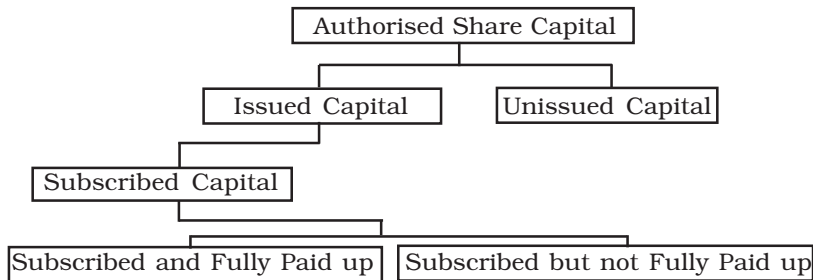 Authorised Share Capital
Issued Capital
Unissued Capital
Subscribed Capital
Subscribed and Fully Paid up
Subscribed but not Fully Paid up